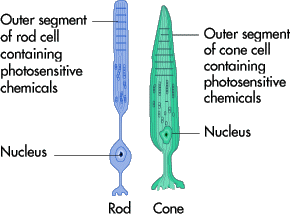 Outer segment
of rod cell
containing
photosensitive
chemicals
Nucleus
Outer segment
of cone cell
containing
photosensitive
chemicals
Nucleus
Rod Cone